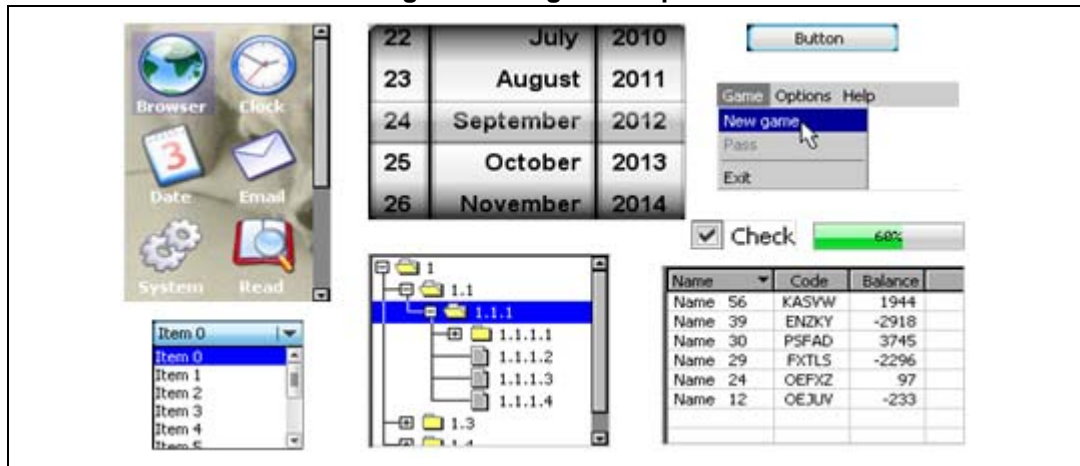 Browser Clock
Date Email
System Read
22 July 2010
23 August 2011
24 September 2012
25 October 2013
26 November 2014
Button
Game Options Help
New game
Pass
Exit
Check
60%
Item 0
Item 0
Item 1
Item 2
Item 3
Item 4
Item 5
1
1.1
1.1.1
1.1.1.1
1.1.1.2
1.1.1.3
1.1.1.4
1.3
1.4
Name Code Balance
Name 56 KASVW 1944
Name 39 ENZKY -2918
Name 30 PSFAD 3745
Name 29 FXTLS -2296
Name 24 OEFXZ 97
Name 12 OEJUV -233